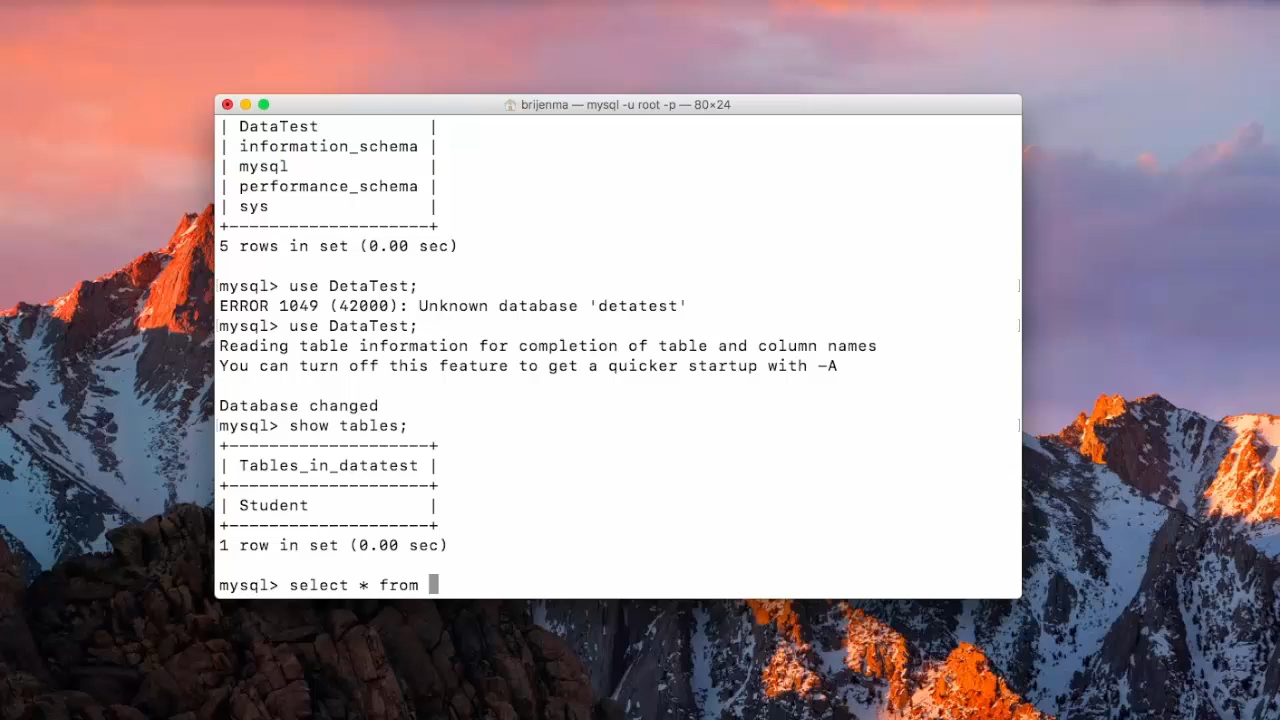 brijenma — mysql -u root -p — 80×24
| DataTest           |
| information_schema |
| mysql              |
| performance_schema |
| sys                |
+--------------------+
5 rows in set (0.00 sec)
mysql> use DetaTest;
ERROR 1049 (42000): Unknown database 'detatest'
mysql> use DataTest;
Reading table information for completion of table and column names
You can turn off this feature to get a quicker startup with -A
Database changed
mysql> show tables;
+--------------------+
| Tables_in_datatest |
+--------------------+
| Student            |
+--------------------+
1 row in set (0.00 sec)
mysql> select * from